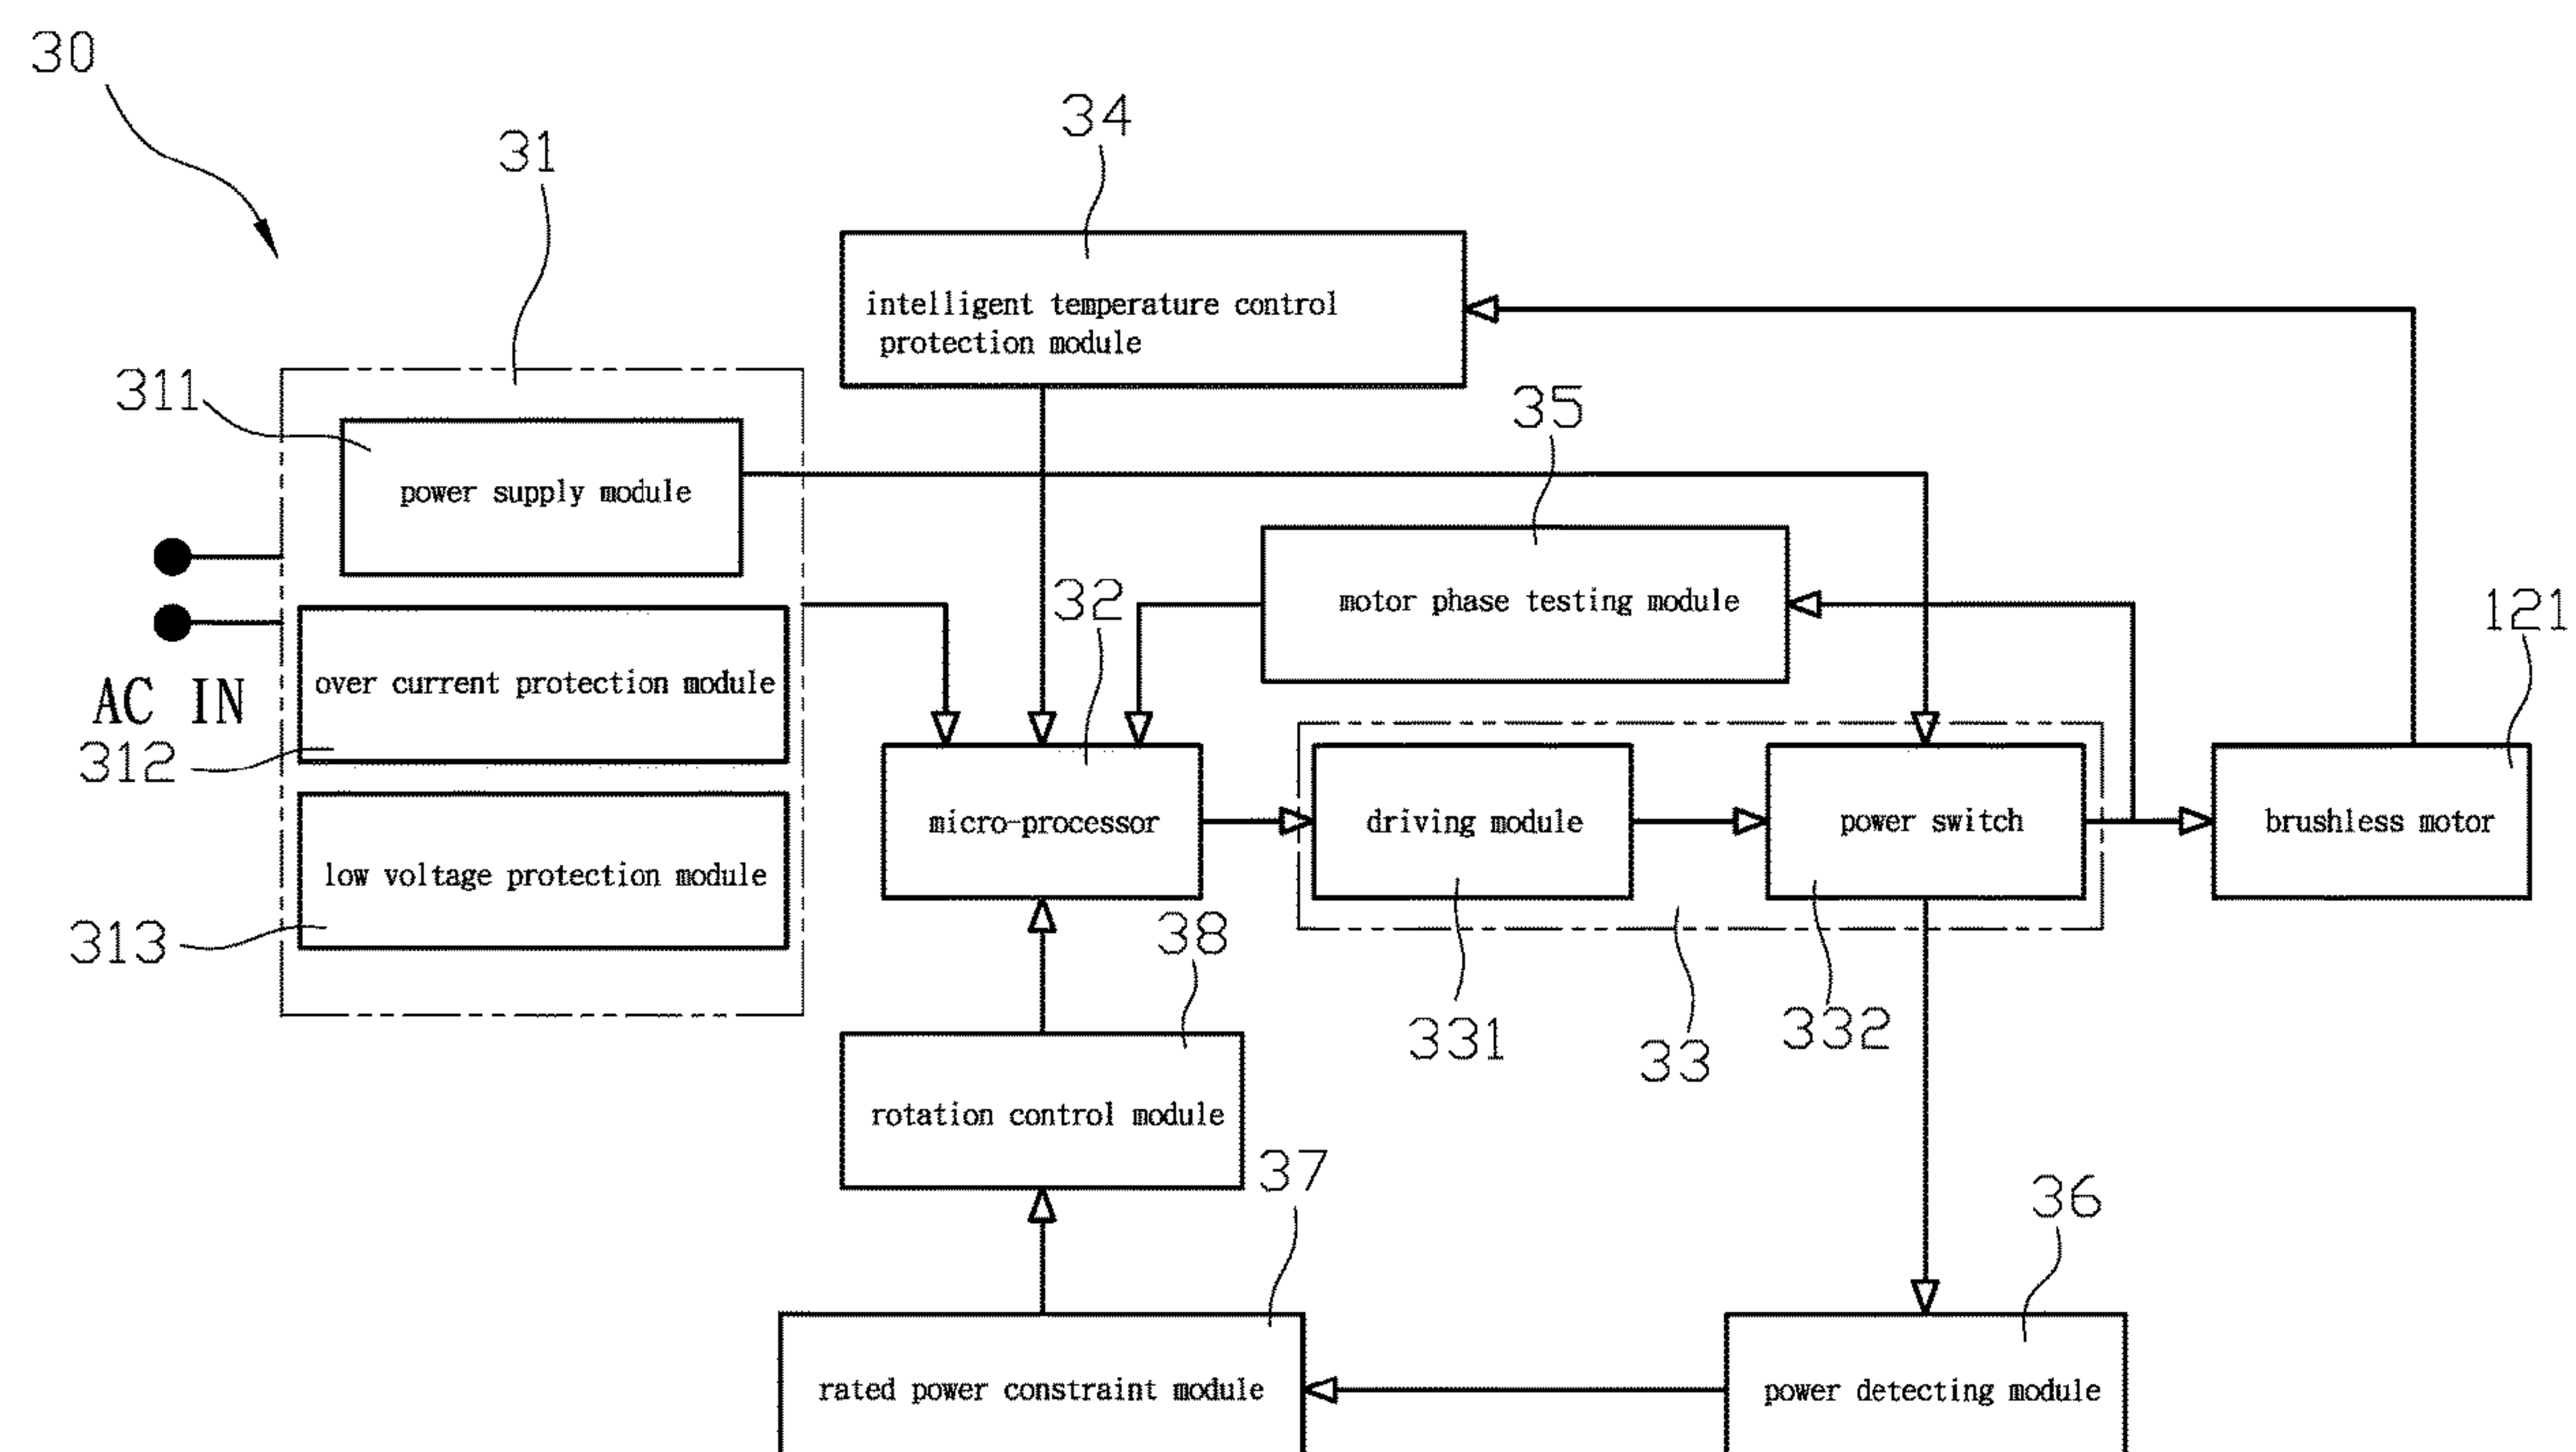 30
34
31
intelligent temperature control
protection module
311
35
power supply module
32
motor phase testing module
121
over current protection module
AC IN
312
micro-processor
driving module
power switch
brushless motor
low voltage protection module
313
38
331
33
332
rotation control module
37
36
rated power constraint module
power detecting module